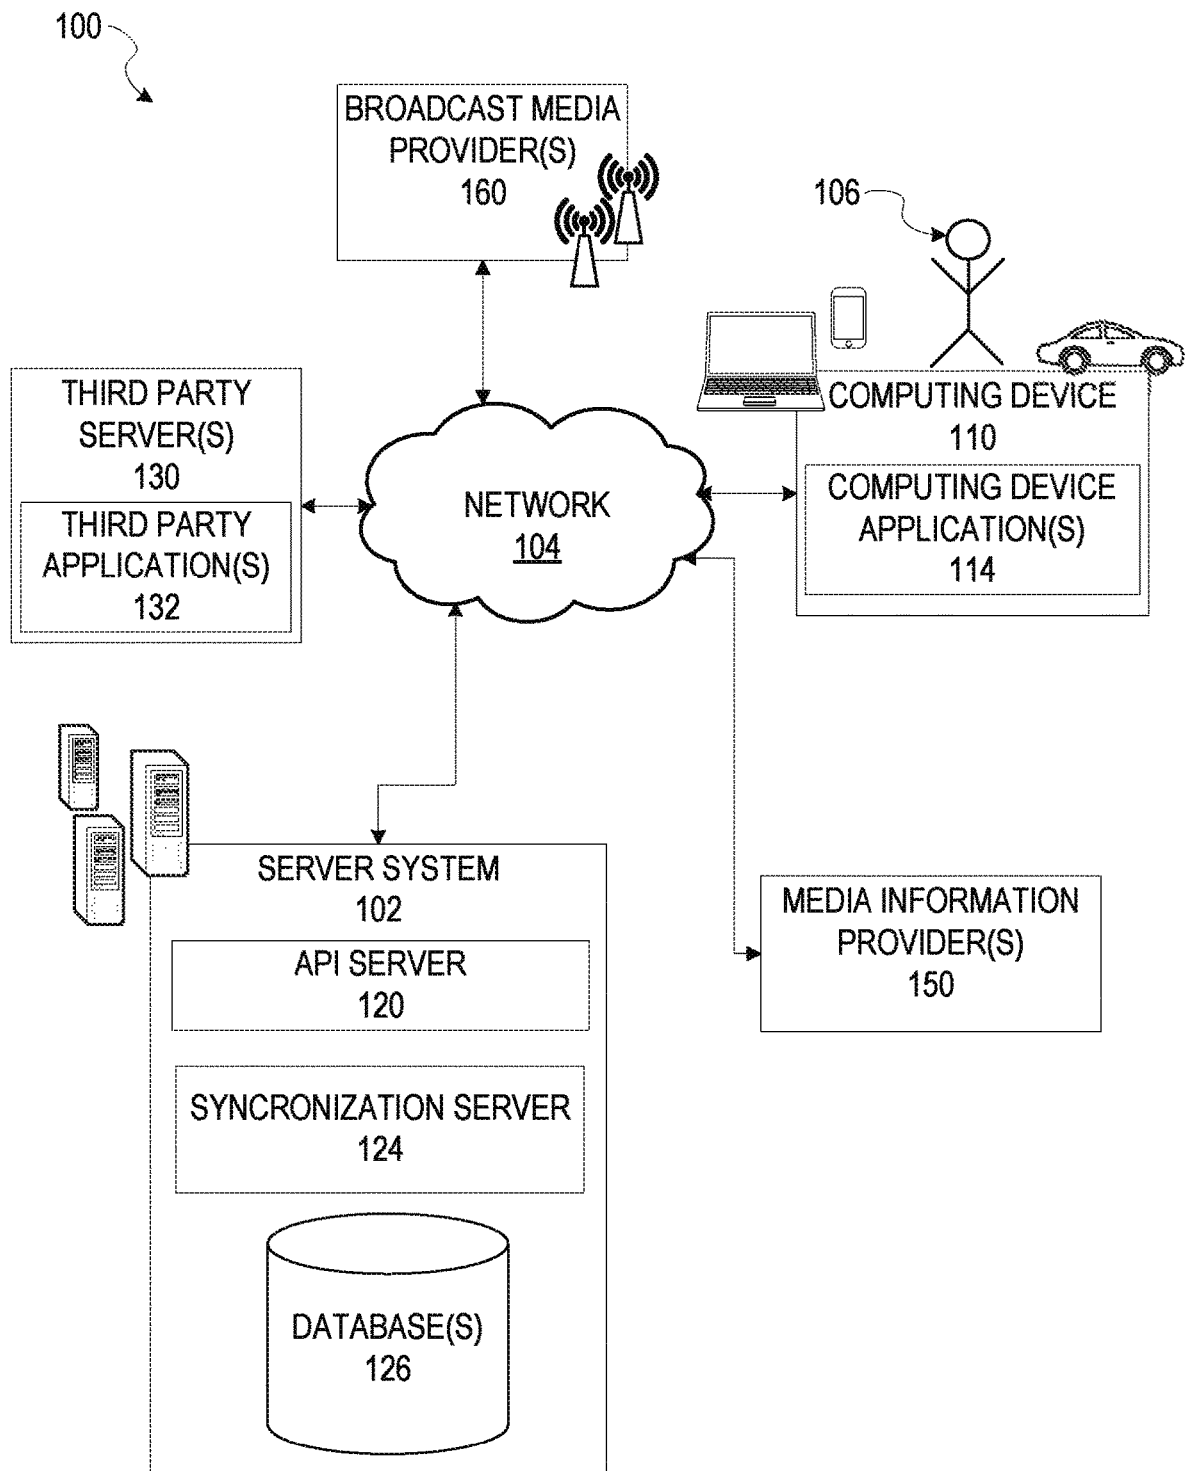 100
BROADCAST MEDIA
PROVIDER(S)
160
106
THIRD PARTY
SERVER(S)
130
THIRD PARTY
APPLICATION(S)
132
NETWORK
104
COMPUTING DEVICE
110
COMPUTING DEVICE
APPLICATION(S)
114
SERVER SYSTEM
102
API SERVER
120
SYNCRONIZATION SERVER
124
DATABASE(S)
126
MEDIA INFORMATION
PROVIDER(S)
150